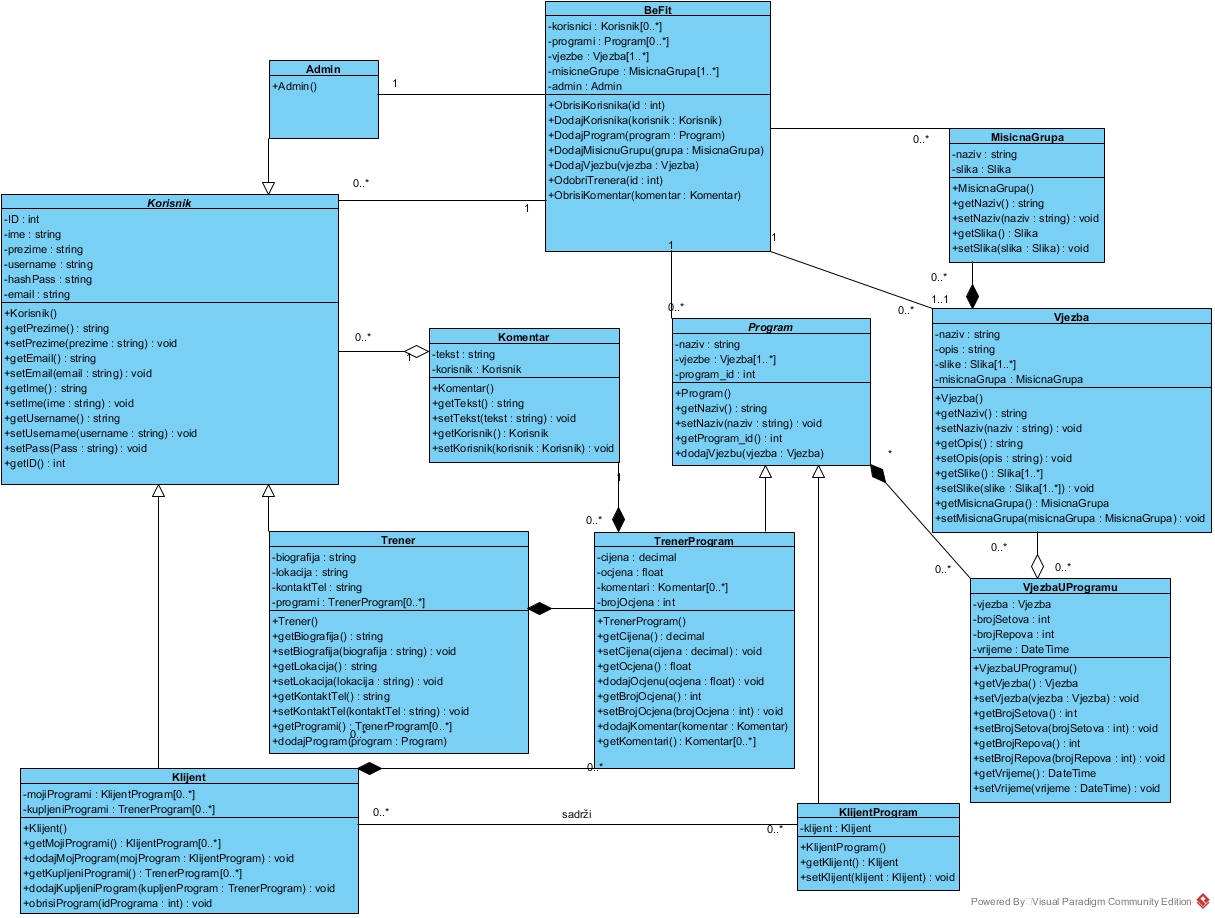 BeFit
-korisnici : Korisnik[0..*]
-programi : Program[0..*]
-vjezbe : Vjezba[1..*]
-misicneGrupe : MisicnaGrupa[1..*]
-admin : Admin
+ObrisiKorisnika(id : int)
+DodajKorisnika(korisnik : Korisnik)
+DodajProgram(program : Program)
+DodajMisicnuGrupu(grupa : MisicnaGrupa)
+DodajVjezbu(vjezba : Vjezba)
+OdobriTrenera(id : int)
+ObrisiKomentar(komentar : Komentar)
Admin
+Admin()
1
0..*
1
0..*
1
1
0..*
0..*
MisicnaGrupa
-naziv : string
-slika : Slika
+MisicnaGrupa()
+getNaziv() : string
+setNaziv(naziv : string) : void
+getSlika() : Slika
+setSlika(slika : Slika) : void
0..*
1..1
Korisnik
-ID : int
-ime : string
-prezime : string
-username : string
-hashPass : string
-email : string
+Korisnik()
+getPrezime() : string
+setPrezime(prezime : string) : void
+getEmail() : string
+setEmail(email : string) : void
+getIme() : string
+setIme(ime : string) : void
+getUsername() : string
+setUsername(username : string) : void
+setPass(Pass : string) : void
+getID() : int
0..*
1
Komentar
-tekst : string
-korisnik : Korisnik
+Komentar()
+getTekst() : string
+setTekst(tekst : string) : void
+getKorisnik() : Korisnik
+setKorisnik(korisnik : Korisnik) : void
1
0..*
Program
-naziv : string
-vjezbe : Vjezba[1..*]
-program_id : int
+Program()
+getNaziv() : string
+setNaziv(naziv : string) : void
+getProgram_id() : int
+dodajVjezbu(vjezba : Vjezba)
*
0..*
Vjezba
-naziv : string
-opis : string
-slike : Slika[1..*]
-misicnaGrupa : MisicnaGrupa
+Vjezba()
+getNaziv() : string
+setNaziv(naziv : string) : void
+getOpis() : string
+setOpis(opis : string) : void
+getSlike() : Slika[1..*]
+setSlike(slike : Slika[1..*]) : void
+getMisicnaGrupa() : MisicnaGrupa
+setMisicnaGrupa(misicnaGrupa : MisicnaGrupa) : void
0..*
0..*
Trener
-biografija : string
-lokacija : string
-kontaktTel : string
-programi : TrenerProgram[0..*]
+Trener()
+getBiografija() : string
+setBiografija(biografija : string) : void
+getLokacija() : string
+setLokacija(lokacija : string) : void
+getKontaktTel() : string
+setKontaktTel(kontaktTel : string) : void
+getProgrami() : TrenerProgram[0..*]
+dodajProgram(program : Program)
0..*
TrenerProgram
-cijena : decimal
-ocjena : float
-komentari : Komentar[0..*]
-brojOcjena : int
+TrenerProgram()
+getCijena() : decimal
+setCijena(cijena : decimal) : void
+getOcjena() : float
+dodajOcjenu(ocjena : float) : void
+getBrojOcjena() : int
+setBrojOcjena(brojOcjena : int) : void
+dodajKomentar(komentar : Komentar)
+getKomentari() : Komentar[0..*]
0..*
VjezbaUProgramu
-vjezba : Vjezba
-brojSetova : int
-brojRepova : int
-vrijeme : DateTime
+VjezbaUProgramu()
+getVjezba() : Vjezba
+setVjezba(vjezba : Vjezba) : void
+getBrojSetova() : int
+setBrojSetova(brojSetova : int) : void
+getBrojRepova() : int
+setBrojRepova(brojRepova : int) : void
+getVrijeme() : DateTime
+setVrijeme(vrijeme : DateTime) : void
Klijent
-mojiProgrami : KlijentProgram[0..*]
-kupljeniProgrami : TrenerProgram[0..*]
+Klijent()
+getMojiProgrami() : KlijentProgram[0..*]
+dodajMojProgram(mojProgram : KlijentProgram) : void
+getKupljeniProgrami() : TrenerProgram[0..*]
+dodajKupljeniProgram(kupljenProgram : TrenerProgram) : void
+obrisiProgram(idPrograma : int) : void
0..*
sadrži
0..*
KlijentProgram
-klijent : Klijent
+KlijentProgram()
+getKlijent() : Klijent
+setKlijent(klijent : Klijent) : void
Powered By Visual Paradigm Community Edition